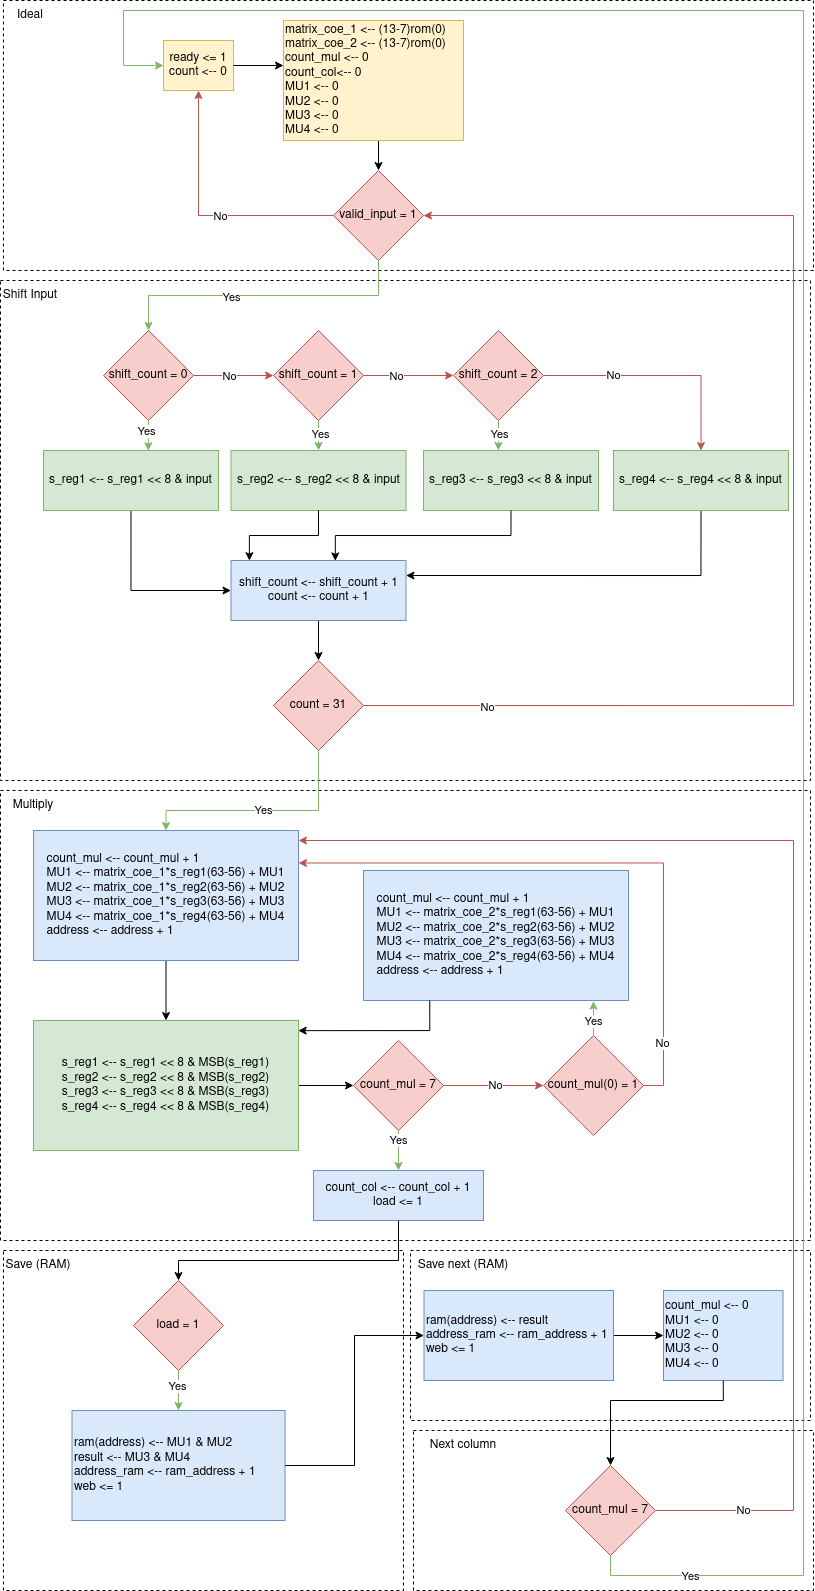 Ideal
ready <= 1
count <-- 0
matrix_coe_1 <-- (13-7)rom(0)
matrix_coe_2 <-- (13-7)rom(0)
count_mul <-- 0
count_col<-- 0
MU1 <-- 0
MU2 <-- 0
MU3 <-- 0
MU4 <-- 0
valid_input = 1
No
Yes
Shift Input
shift_count = 0
No
shift_count = 1
No
shift_count = 2
No
Yes
Yes
Yes
s_reg1 <-- s_reg1 << 8 & input
s_reg2 <-- s_reg2 << 8 & input
s_reg3 <-- s_reg3 << 8 & input
s_reg4 <-- s_reg4 << 8 & input
shift_count <-- shift_count + 1
count <-- count + 1
count = 31
No
Yes
Multiply
count_mul <-- count_mul + 1
MU1 <-- matrix_coe_1*s_reg1(63-56) + MU1
MU2 <-- matrix_coe_1*s_reg2(63-56) + MU2
MU3 <-- matrix_coe_1*s_reg3(63-56) + MU3
MU4 <-- matrix_coe_1*s_reg4(63-56) + MU4
address <-- address + 1
count_mul <-- count_mul + 1
MU1 <-- matrix_coe_2*s_reg1(63-56) + MU1
MU2 <-- matrix_coe_2*s_reg2(63-56) + MU2
MU3 <-- matrix_coe_2*s_reg3(63-56) + MU3
MU4 <-- matrix_coe_2*s_reg4(63-56) + MU4
address <-- address + 1
s_reg1 <-- s_reg1 << 8 & MSB(s_reg1)
s_reg2 <-- s_reg2 << 8 & MSB(s_reg2)
s_reg3 <-- s_reg3 << 8 & MSB(s_reg3)
s_reg4 <-- s_reg4 << 8 & MSB(s_reg4)
count_mul = 7
No
count_mul(0) = 1
Yes
No
Yes
count_col <-- count_col + 1
load <= 1
Save (RAM)
load = 1
Yes
ram(address) <-- MU1 & MU2
result <-- MU3 & MU4
address_ram <-- ram_address + 1
web <= 1
Save next (RAM)
ram(address) <-- result
address_ram <-- ram_address + 1
web <= 1
count_mul <-- 0
MU1 <-- 0
MU2 <-- 0
MU3 <-- 0
MU4 <-- 0
Next column
count_mul = 7
No
Yes